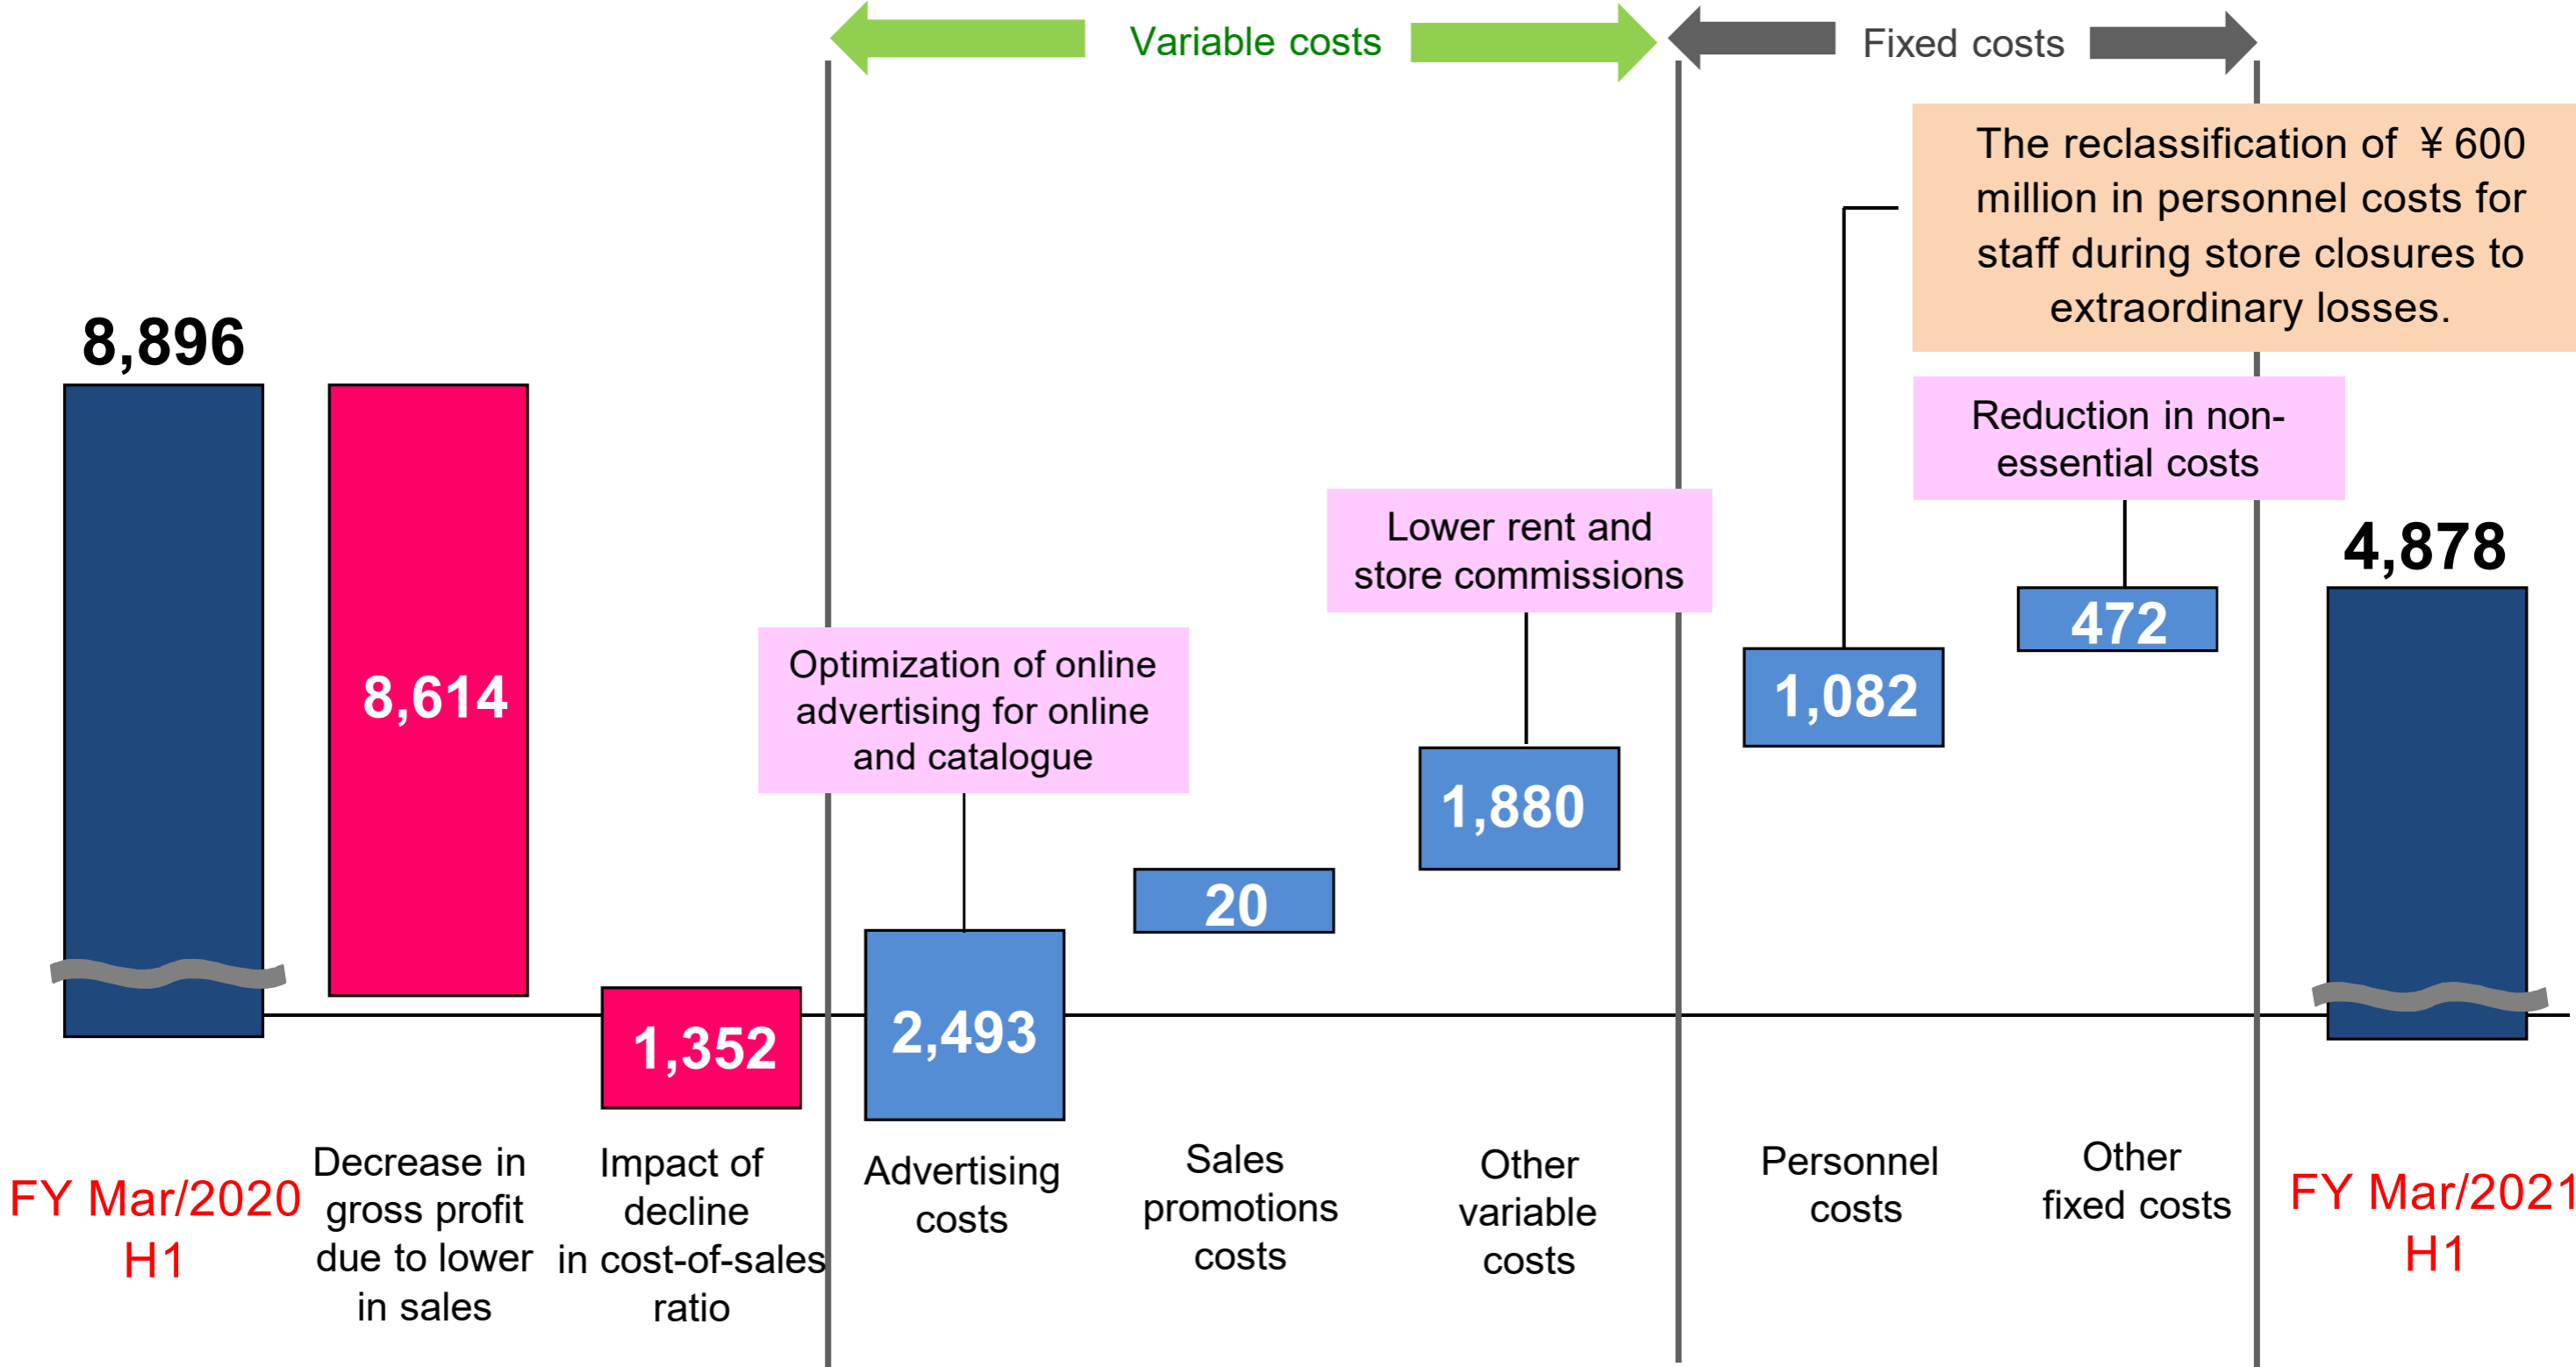 Variable costs
Fixed costs
The reclassification of ¥ 600
million in personnel costs for
staff during store closures to
extraordinary losses.
Reduction in non-
essential costs
Lower rent and
store commissions
Optimization of online
advertising for online
and catalogue
8,896
8,614
1,352
2,493
20
1,880
1,082
472
4,878
FY Mar/2020
H1
Decrease in
gross profit
due to lower
in sales
Impact of
decline
in cost-of-sales
ratio
Advertising
costs
Sales
promotions
costs
Other
variable
costs
Personnel
costs
Other
fixed costs
FY Mar/2021
H1